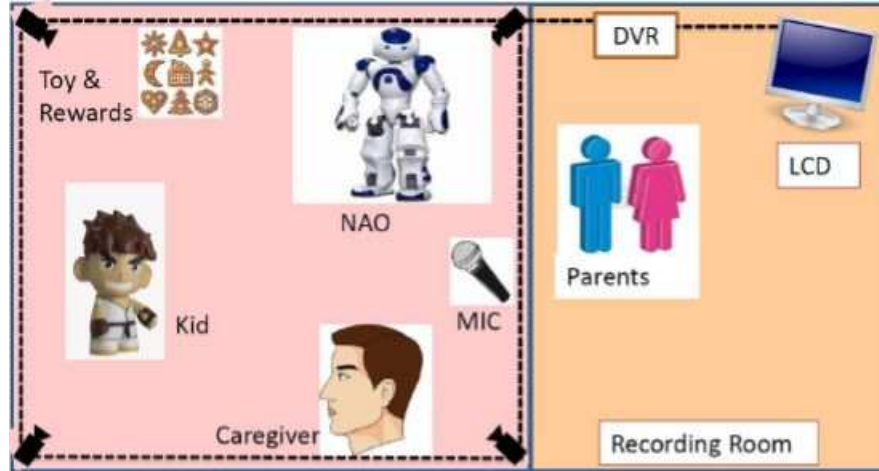 Toy &
Rewards
NAO
Kid
MIC
Caregiver
DVR
LCD
Parents
Recording Room